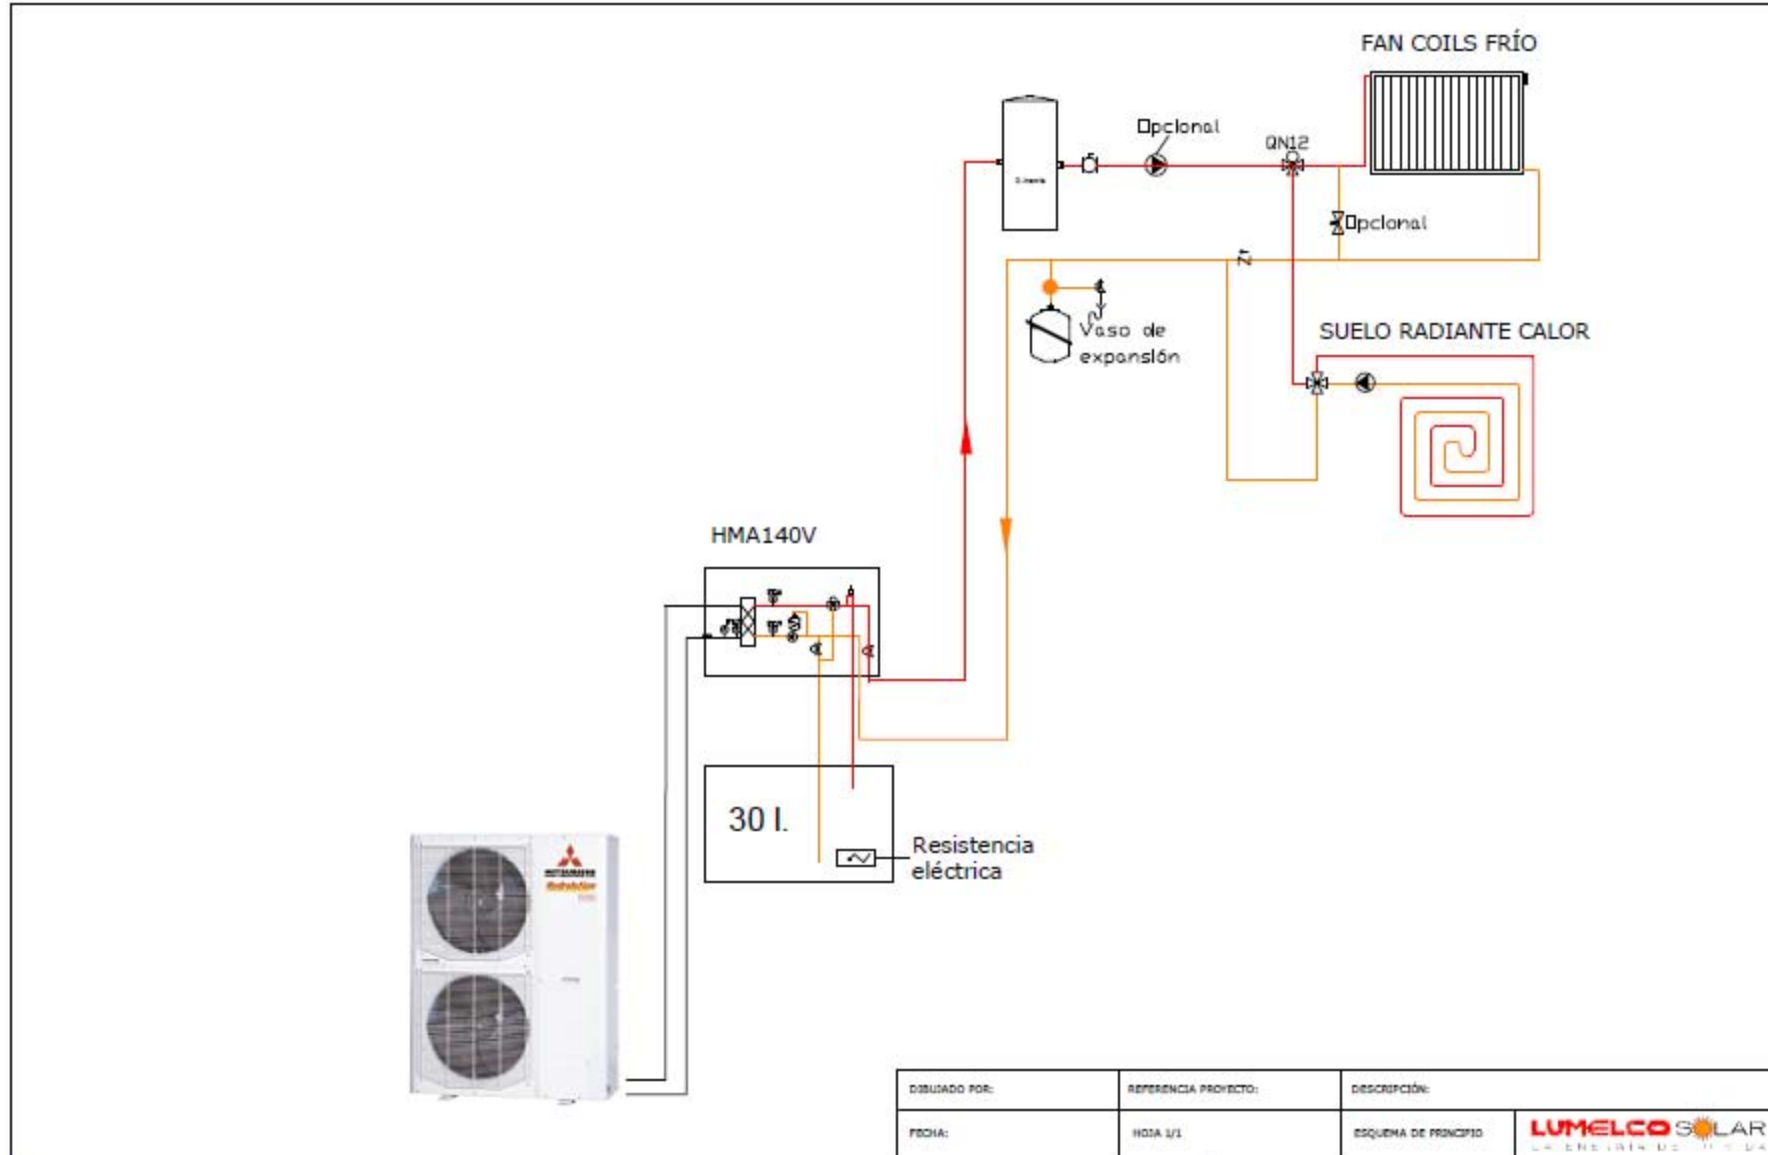 FAN COILS FRÍO
Opcional
QN12
Opcional
Vaso de
expansión
SUELO RADIANTE CALOR
HMA140V
30 l.
Resistencia
eléctrica
MITSUBISHI
DIBUJADO POR:
REFERENCIA PROYECTO:
DESCRIPCIÓN:
FECHA:
HOJA 1/1
ESQUEMA DE PRINCIPIO
LUMELCO SOLAR